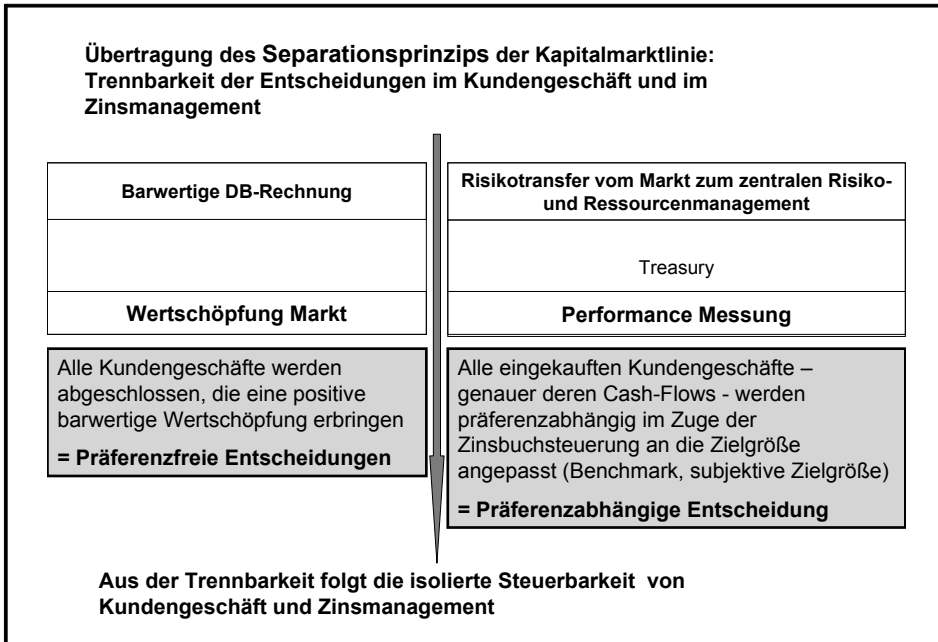 Übertragung des Separationsprinzips der Kapitalmarktlinie:
Trennbarkeit der Entscheidungen im Kundengeschäft und im
Zinsmanagement
Barwertige DB-Rechnung
Wertschöpfung Markt
Alle Kundengeschäfte werden
abgeschlossen, die eine positive
barwertige Wertschöpfung erbringen
= Präferenzfreie Entscheidungen
Risikotransfer vom Markt zum zentralen Risiko-
und Ressourcenmanagement
Treasury
Performance Messung
Alle eingekauften Kundengeschäfte –
genauer deren Cash-Flows - werden
präferenzabhängig im Zuge der
Zinsbuchsteuerung an die Zielgröße
angepasst (Benchmark, subjektive Zielgröße)
= Präferenzabhängige Entscheidung
Aus der Trennbarkeit folgt die isolierte Steuerbarkeit von
Kundengeschäft und Zinsmanagement